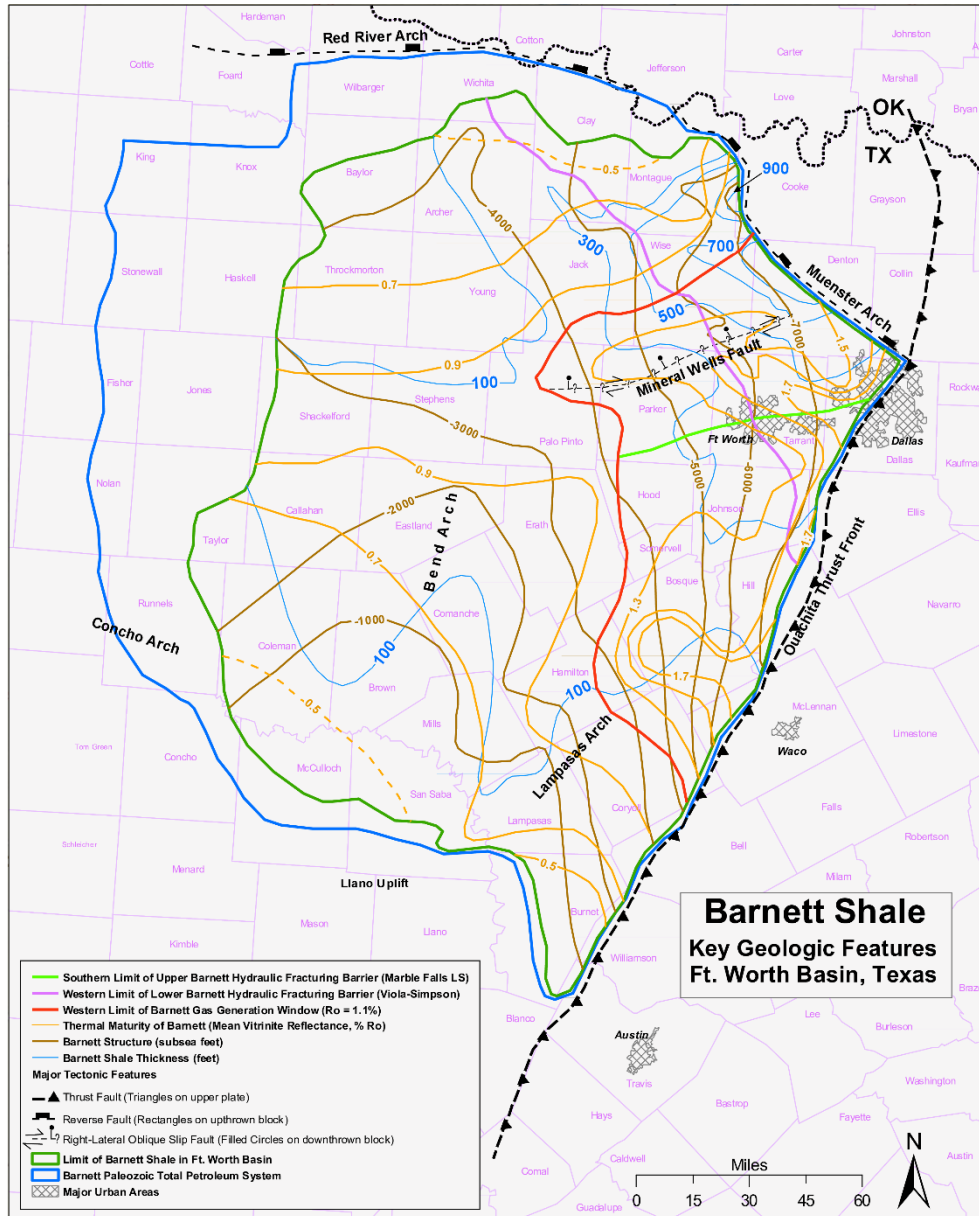 Hardeman
Red River Arch
Cotton
Johnston
Cottle
Foard
Wilbarger
Wichita
Jefferson
Carter
Marshall
Love
Clay
OK
Bryan
TX
King
Knox
Baylor
0.5
Montague
900
Cooke
Grayson
Archer
-4000
300
700
Stonewall
Haskell
Throckmorton
Jack
Wise
Denton
Collin
0.7
Young
500
Muenster Arch
-7000
1.5
0.9
100
Mineral Wells Fault
Fisher
Jones
Stephens
1.7
Rockwa
Shackelford
-3000
Parker
Palo Pinto
Ft Worth
Tarrant
Dallas
Dallas
Kaufma
0.9
-5000
-6000
Nolan
Callahan
-2000
Hood
Johnson
Ellis
Eastland
Erath
Taylor
0.7
Bend Arch
Somervell
1.7
Bosque
Hill
Ouachita Thrust Front
Runnels
Comanche
1.3
Navarro
Concho Arch
-1000
Coleman
100
Hamilton
1.7
Brown
100
-0.5
Mills
McLennan
Lampasas Arch
Waco
Limestone
Tom Green
Concho
McCulloch
San Saba
Coryell
Falls
Lampasas
Robertson
Schleicher
Bell
0.5
Menard
Milam
Llano Uplift
Burnet
Mason
Llano
Kimble
Williamson
Barnett Shale
Key Geologic Features
Ft. Worth Basin, Texas
Blanco
Lee
Burleson
Braz
Austin
Travis
Washington
Bastrop
Hays
Fayette
Caldwell
Austin
Comal
Guadalupe
Southern Limit of Upper Barnett Hydraulic Fracturing Barrier (Marble Falls LS)
Western Limit of Lower Barnett Hydraulic Fracturing Barrier (Viola-Simpson)
Western Limit of Barnett Gas Generation Window (Ro = 1.1%)
Thermal Maturity of Barnett (Mean Vitrinite Reflectance, % Ro)
Barnett Structure (subsea feet)
Barnett Shale Thickness (feet)
Major Tectonic Features
Thrust Fault (Triangles on upper plate)
Reverse Fault (Rectangles on upthrown block)
Right-Lateral Oblique Slip Fault (Filled Circles on downthrown block)
Limit of Barnett Shale in Ft. Worth Basin
Barnett Paleozoic Total Petroleum System
Major Urban Areas
Miles
0 15 30 45 60
N